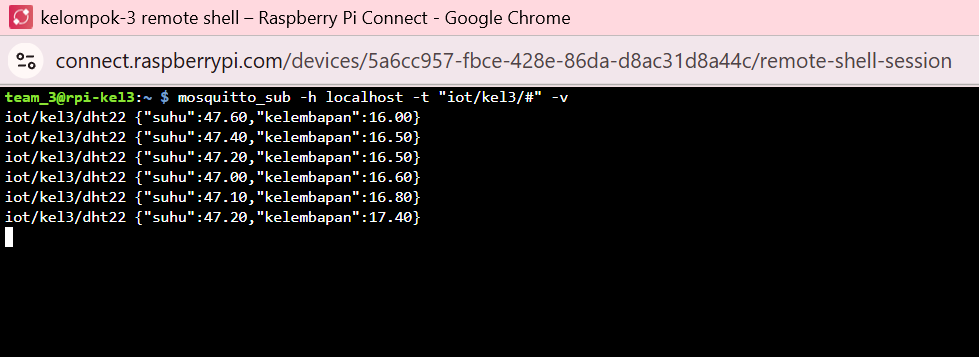 kelompok-3 remote shell – Raspberry Pi Connect - Google Chrome
connect.raspberrypi.com/devices/5a6cc957-fbce-428e-86da-d8ac31d8a44c/remote-shell-session
team_3@rpi-kel3:~ $ mosquitto_sub -h localhost -t "iot/kel3/#" -v
iot/kel3/dht22 {"suhu":47.60,"kelembapan":16.00}
iot/kel3/dht22 {"suhu":47.40,"kelembapan":16.50}
iot/kel3/dht22 {"suhu":47.20,"kelembapan":16.50}
iot/kel3/dht22 {"suhu":47.00,"kelembapan":16.60}
iot/kel3/dht22 {"suhu":47.10,"kelembapan":16.80}
iot/kel3/dht22 {"suhu":47.20,"kelembapan":17.40}